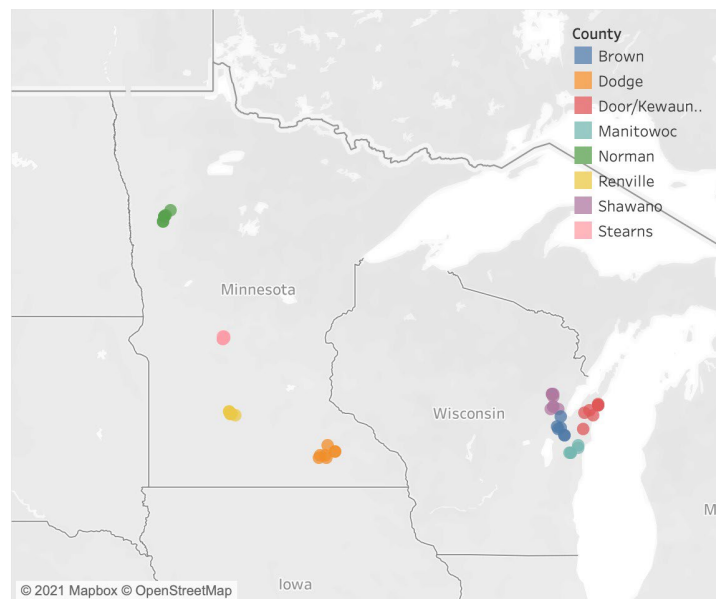 County
Brown
Dodge
Door/Kewaun..
Manitowoc
Norman
Renville
Shawano
Stearns
Minnesota
Wisconsin
M
Iowa
© 2021 Mapbox © OpenStreetMap